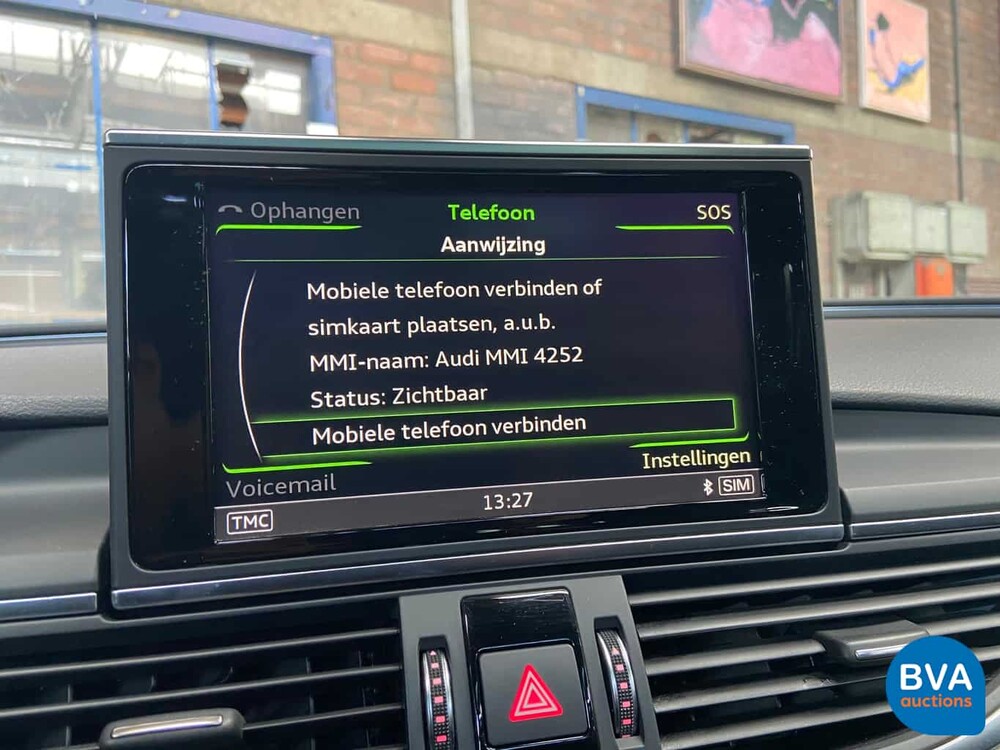 Ophangen Telefoon SOS
Aanwijzing
Mobiele telefoon verbinden of
simkaart plaatsen, a.u.b.
MMI-naam: Audi MMI 4252
Status: Zichtbaar
Mobiele telefoon verbinden
Instellingen
Voicemail
TMC 13:27 SIM
BVA
auctions